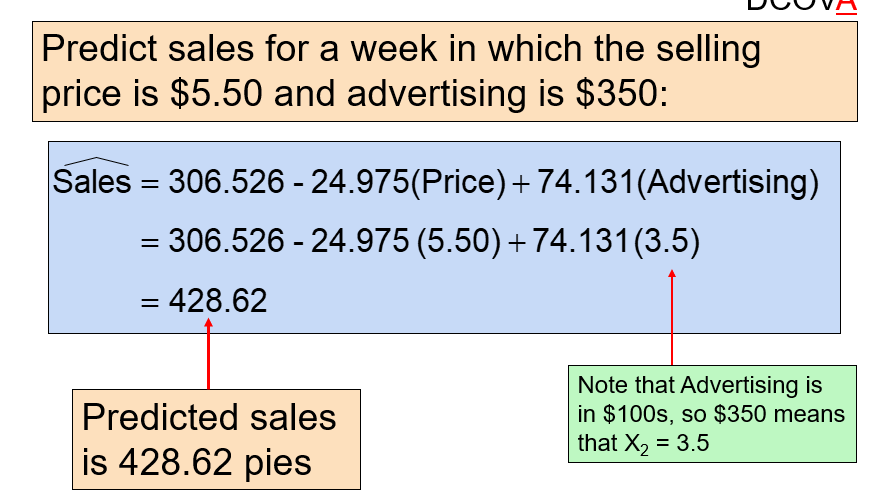 DCOVA
Predict sales for a week in which the selling
price is $5.50 and advertising is $350:
Sales = 306.526 - 24.975(Price) + 74.131(Advertising)
= 306.526 - 24.975 (5.50) + 74.131(3.5)
= 428.62
Predicted sales
is 428.62 pies
Note that Advertising is
in $100s, so $350 means
that X₂ = 3.5